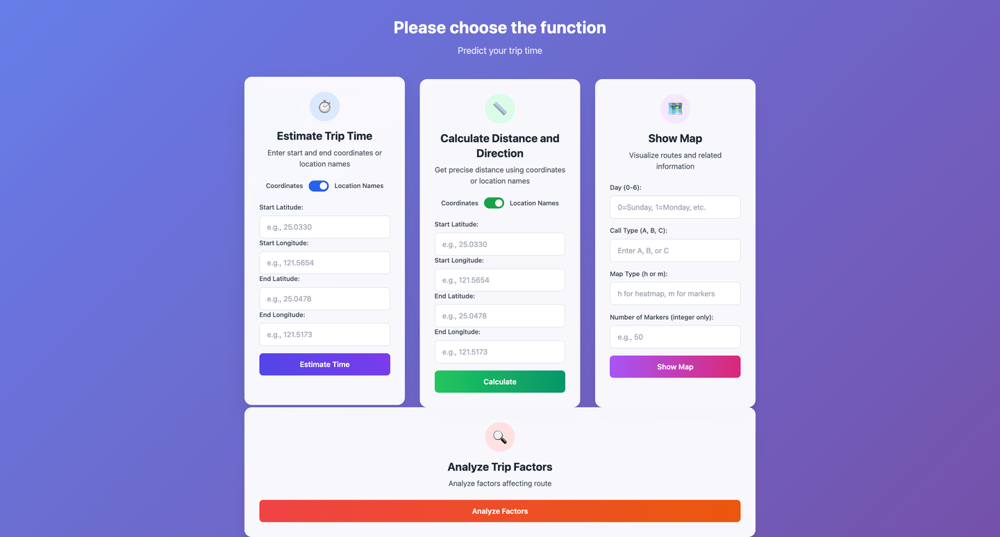 Please choose the function
Predict your trip time
Estimate Trip Time
Enter start and end coordinates or
location names
Coordinates
Location Names
Start Latitude:
e.g., 25.0330
Start Longitude:
e.g., 121.5654
End Latitude:
e.g., 25.0478
End Longitude:
e.g., 121.5173
Estimate Time
Calculate Distance and
Direction
Get precise distance using coordinates
or location names
Coordinates
Location Names
Start Latitude:
e.g., 25.0330
Start Longitude:
e.g., 121.5654
End Latitude:
e.g., 25.0478
End Longitude:
e.g., 121.5173
Calculate
Show Map
Visualize routes and related
information
Day (0-6):
0=Sunday, 1=Monday, etc.
Call Type (A, B, C):
Enter A, B, or C
Map Type (h or m):
h for heatmap, m for markers
Number of Markers (integer only):
e.g., 50
Show Map
Analyze Trip Factors
Analyze factors affecting route
Analyze Factors